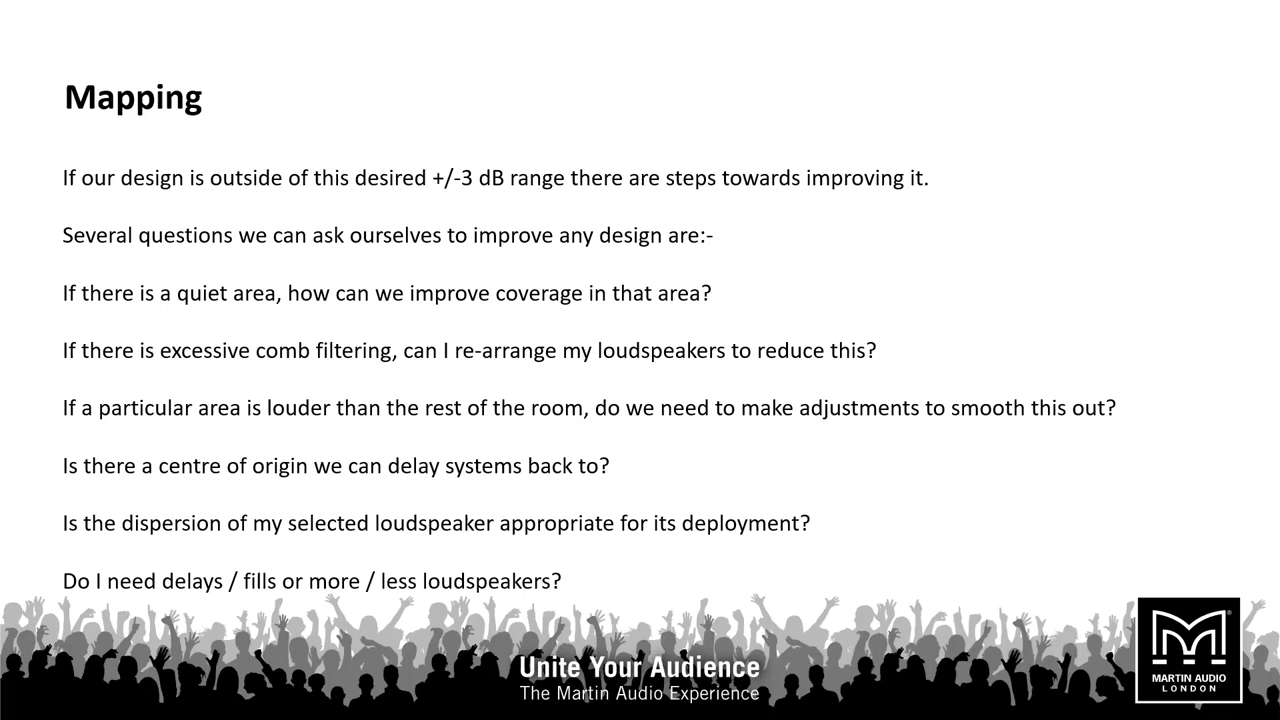 Mapping
If our design is outside of this desired +/-3 dB range there are steps towards improving it.
Several questions we can ask ourselves to improve any design are:-
If there is a quiet area, how can we improve coverage in that area?
If there is excessive comb filtering, can I re-arrange my loudspeakers to reduce this?
If a particular area is louder than the rest of the room, do we need to make adjustments to smooth this out?
Is there a centre of origin we can delay systems back to?
Is the dispersion of my selected loudspeaker appropriate for its deployment?
Do I need delays / fills or more / less loudspeakers?
Unite Your Audience
The Martin Audio Experience
®
MARTIN AUDIO
LONDON